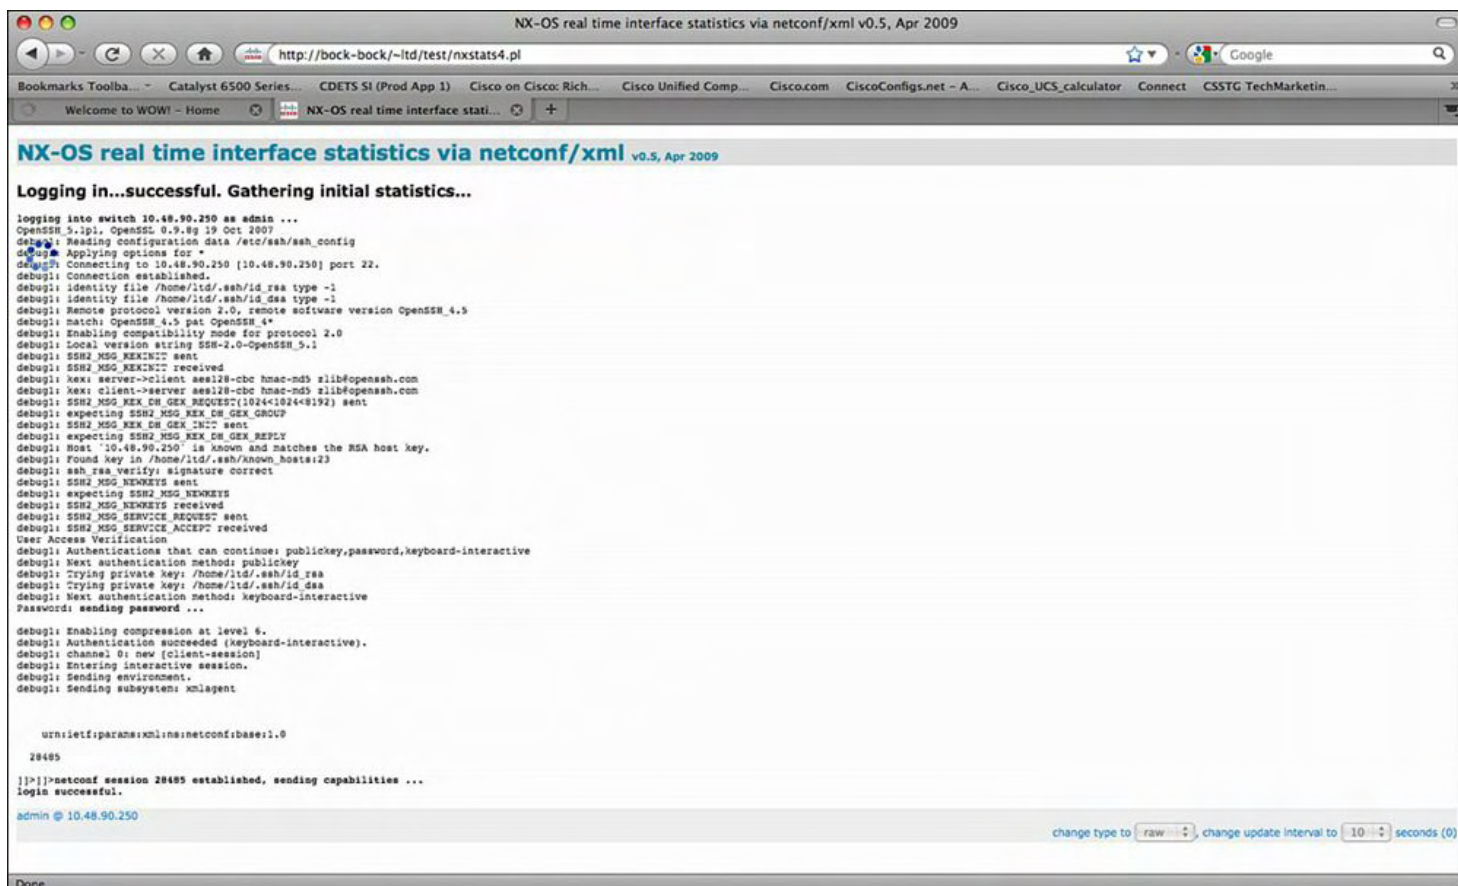 NX-OS real time interface statistics via netconf/xml v0.5, Apr 2009
http://bock-bock/~ltd/test/nxstats4.pl
Google
Bookmarks Toolba... Catalyst 6500 Series... CDETS SI (Prod App 1) Cisco on Cisco: Rich... Cisco Unified Comp... Cisco.com CiscoConfigs.net – A... Cisco_UCS_calculator Connect CSSTG TechMarketin...
Welcome to WOW! – Home NX-OS real time interface stati...
NX-OS real time interface statistics via netconf/xml v0.5, Apr 2009
Logging in...successful. Gathering initial statistics...
logging into switch 10.48.90.250 as admin ...
OpenSSH_5.1p1, OpenSSL 0.9.8g 19 Oct 2007
debug1: Reading configuration data /etc/ssh/ssh_config
debug1: Applying options for *
debug1: Connecting to 10.48.90.250 [10.48.90.250] port 22.
debug1: Connection established.
debug1: identity file /home/ltd/.ssh/id_rsa type -1
debug1: identity file /home/ltd/.ssh/id_dsa type -1
debug1: Remote protocol version 2.0, remote software version OpenSSH_4.5
debug1: match: OpenSSH_4.5 pat OpenSSH_4*
debug1: Enabling compatibility mode for protocol 2.0
debug1: Local version string SSH-2.0-OpenSSH_5.1
debug1: SSH2_MSG_KEXINIT sent
debug1: SSH2_MSG_KEXINIT received
debug1: kex: server->client aes128-cbc hmac-md5 zlib@openssh.com
debug1: kex: client->server aes128-cbc hmac-md5 zlib@openssh.com
debug1: SSH2_MSG_KEX_DH_GEX_REQUEST(1024<1024<8192) sent
debug1: expecting SSH2_MSG_KEX_DH_GEX_GROUP
debug1: SSH2_MSG_KEX_DH_GEX_INIT sent
debug1: expecting SSH2_MSG_KEX_DH_GEX_REPLY
debug1: Host '10.48.90.250' is known and matches the RSA host key.
debug1: Found key in /home/ltd/.ssh/known_hosts:23
debug1: ssh_rsa_verify: signature correct
debug1: SSH2_MSG_NEWKEYS sent
debug1: expecting SSH2_MSG_NEWKEYS
debug1: SSH2_MSG_NEWKEYS received
debug1: SSH2_MSG_SERVICE_REQUEST sent
debug1: SSH2_MSG_SERVICE_ACCEPT received
User Access Verification
debug1: Authentications that can continue: publickey,password,keyboard-interactive
debug1: Next authentication method: publickey
debug1: Trying private key: /home/ltd/.ssh/id_rsa
debug1: Trying private key: /home/ltd/.ssh/id_dsa
debug1: Next authentication method: keyboard-interactive
Password: sending password ...
debug1: Enabling compression at level 6.
debug1: Authentication succeeded (keyboard-interactive).
debug1: channel 0: new [client-session]
debug1: Entering interactive session.
debug1: Sending environment.
debug1: Sending subsystem: xmlagent
urn:ietf:params:xml:ns:netconf:base:1.0
28485
]]>]]>netconf session 28485 established, sending capabilities ...
login successful.
admin @ 10.48.90.250
change type to raw , change update interval to 10 seconds (0)
Done